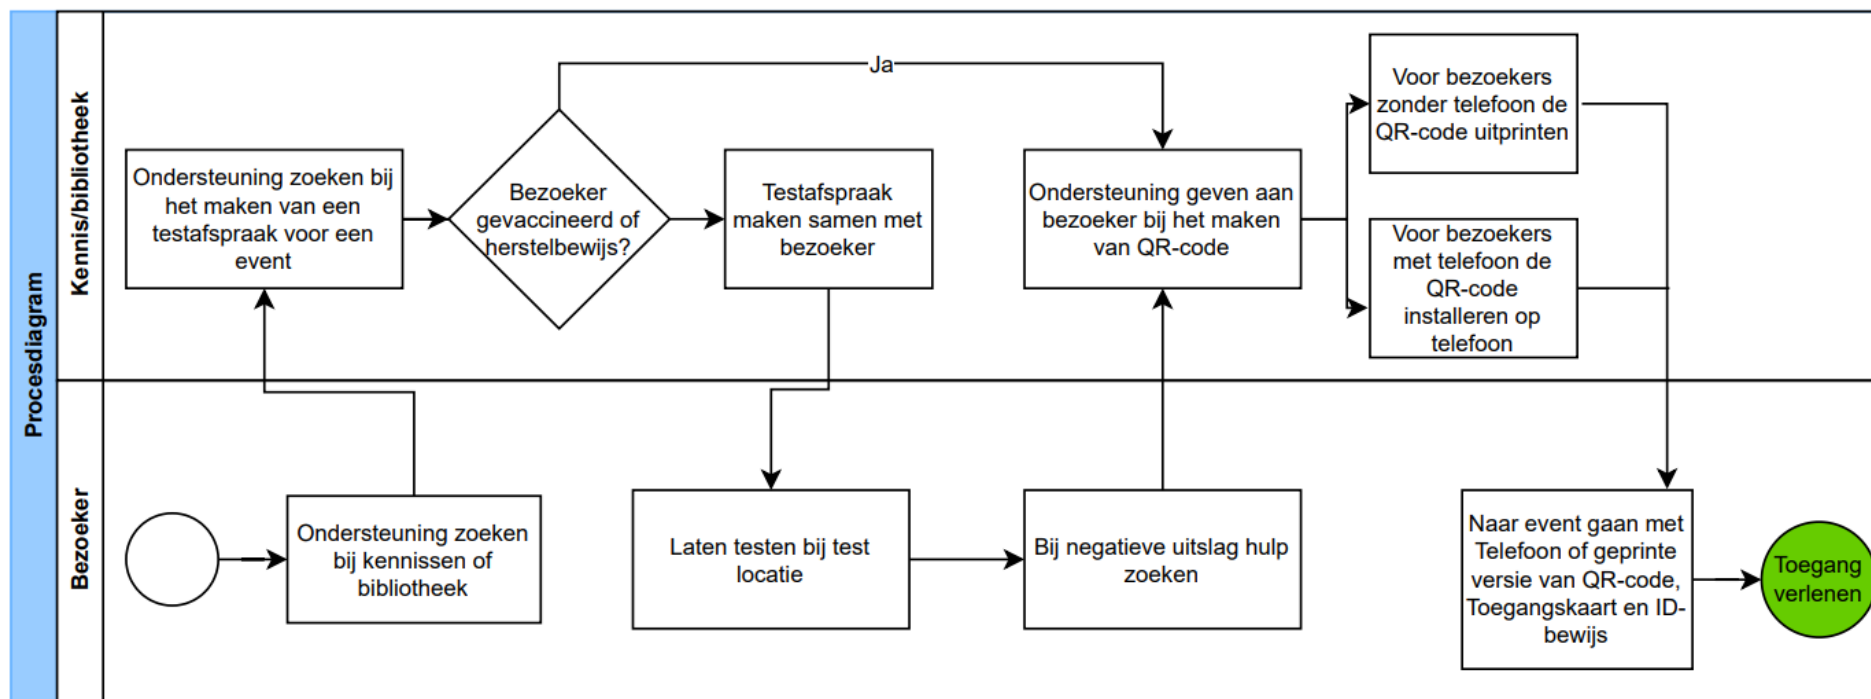 Procesdiagram
Kennis/bibliotheek
Ondersteuning zoeken bij
het maken van een
testafspraak voor een
event
Bezoeker
gevaccineerd of
herstelbewijs?
Ja
Testafspraak
maken samen met
bezoeker
Ondersteuning geven aan
bezoeker bij het maken
van QR-code
Voor bezoekers
zonder telefoon de
QR-code uitprinten
Voor bezoekers
met telefoon de
QR-code
installeren op
telefoon
Bezoeker
Ondersteuning zoeken
bij kennissen of
bibliotheek
Laten testen bij test
locatie
Bij negatieve uitslag hulp
zoeken
Naar event gaan met
Telefoon of geprinte
versie van QR-code,
Toegangskaart en ID-
bewijs
Toegang
verlenen